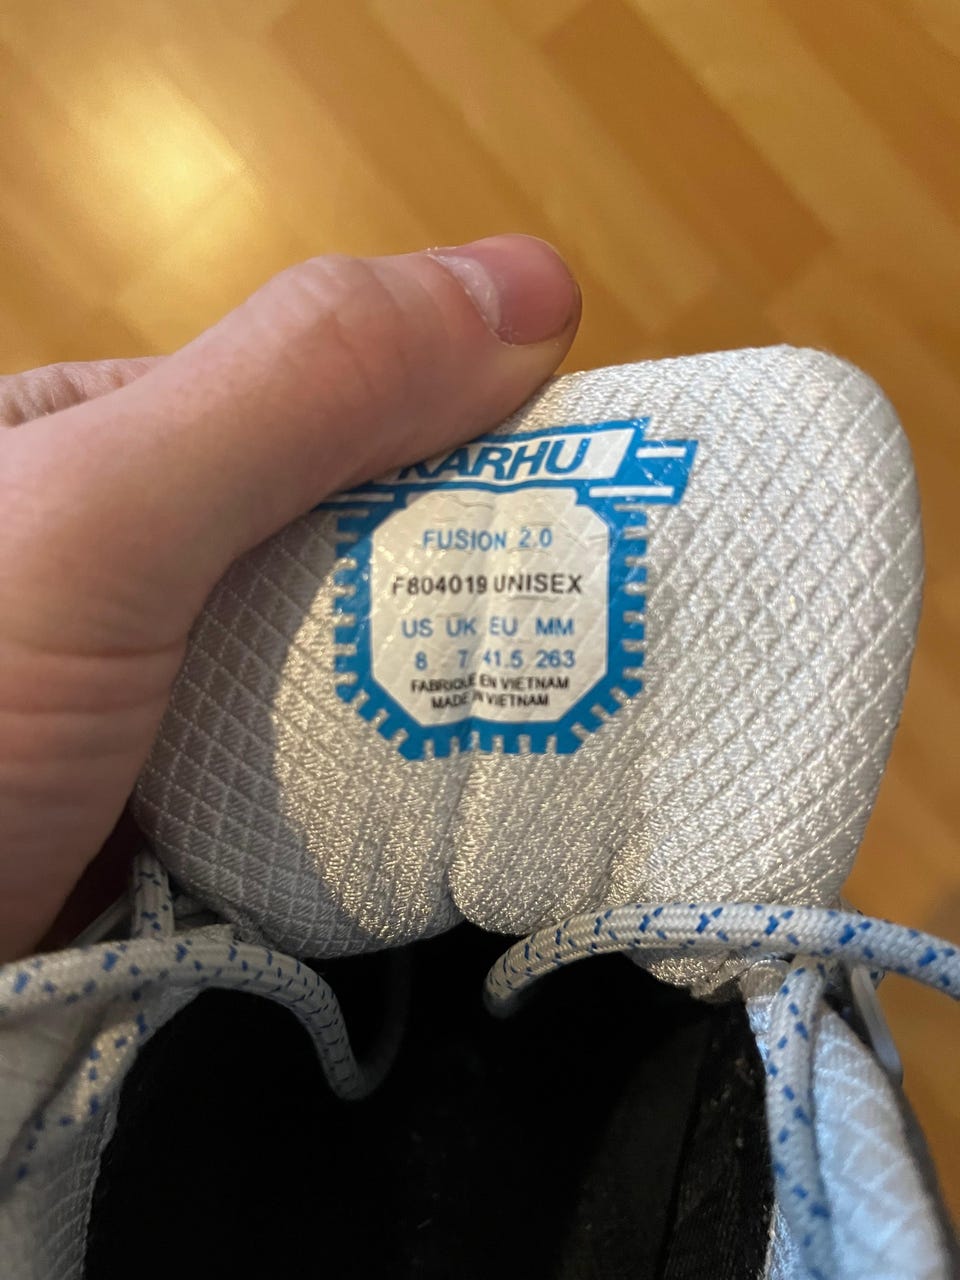 KARHU
FUSION 2.0
F804019 UNISEX
US UK EU MM
8 7 41.5 263
FABRIQUE EN VIETNAM
MADE IN VIETNAM